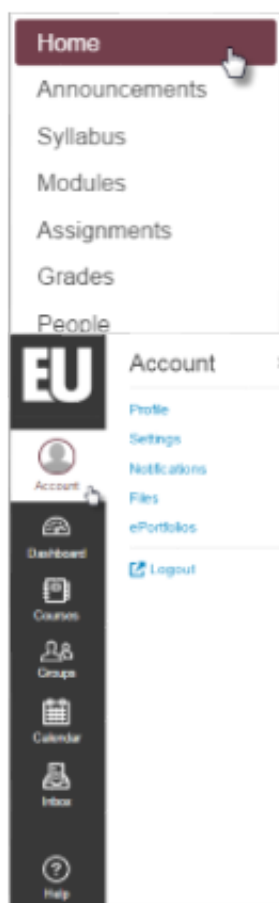 Home
Announcements
Syllabus
Modules
Assignments
Grades
People
EU
Account
Profile
Settings
Notifications
Files
ePortfolios
Logout
Account
Dashboard
Courses
Groups
Calendar
Inbox
Help